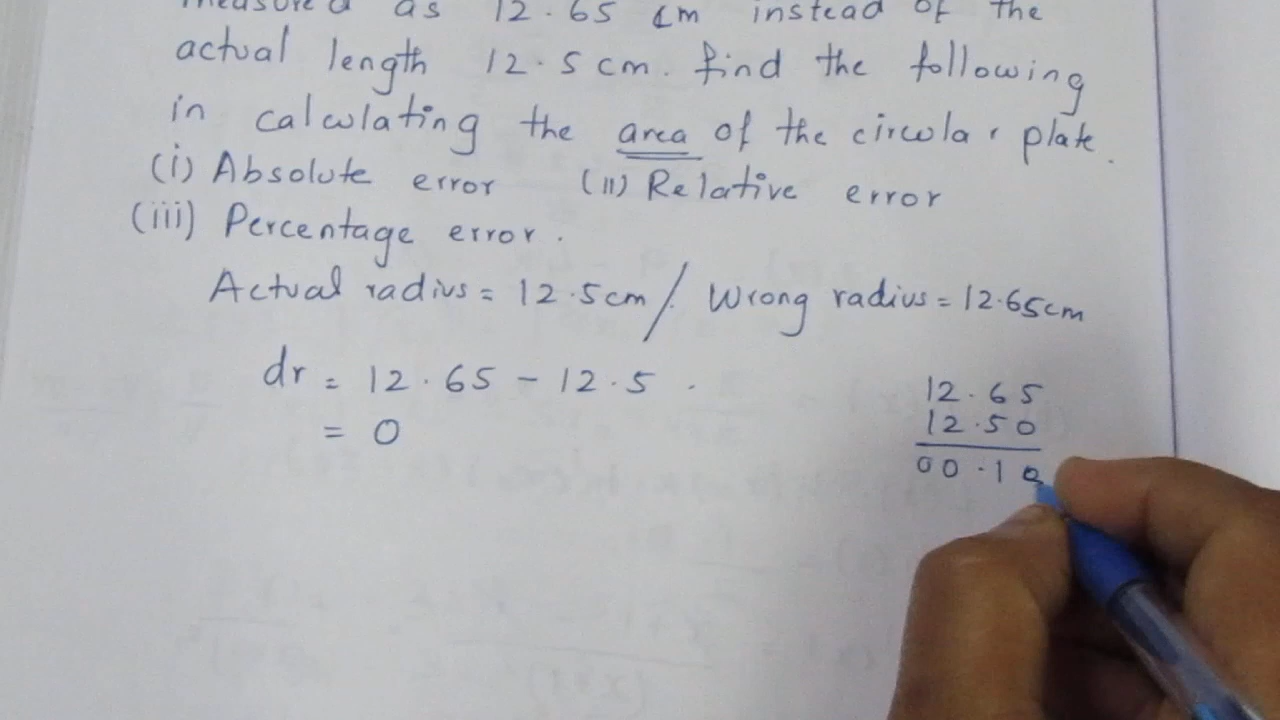 measured as 12.65 cm instead of the
actual length 12.5 cm. find the following
in calculating the area of the circular plate.
(i) Absolute error (ii) Relative error
(iii) Percentage error.
Actual radius = 12.5cm / Wrong radius = 12.65cm
dr = 12.65 - 12.5
= 0
12.65
12.50
00.1